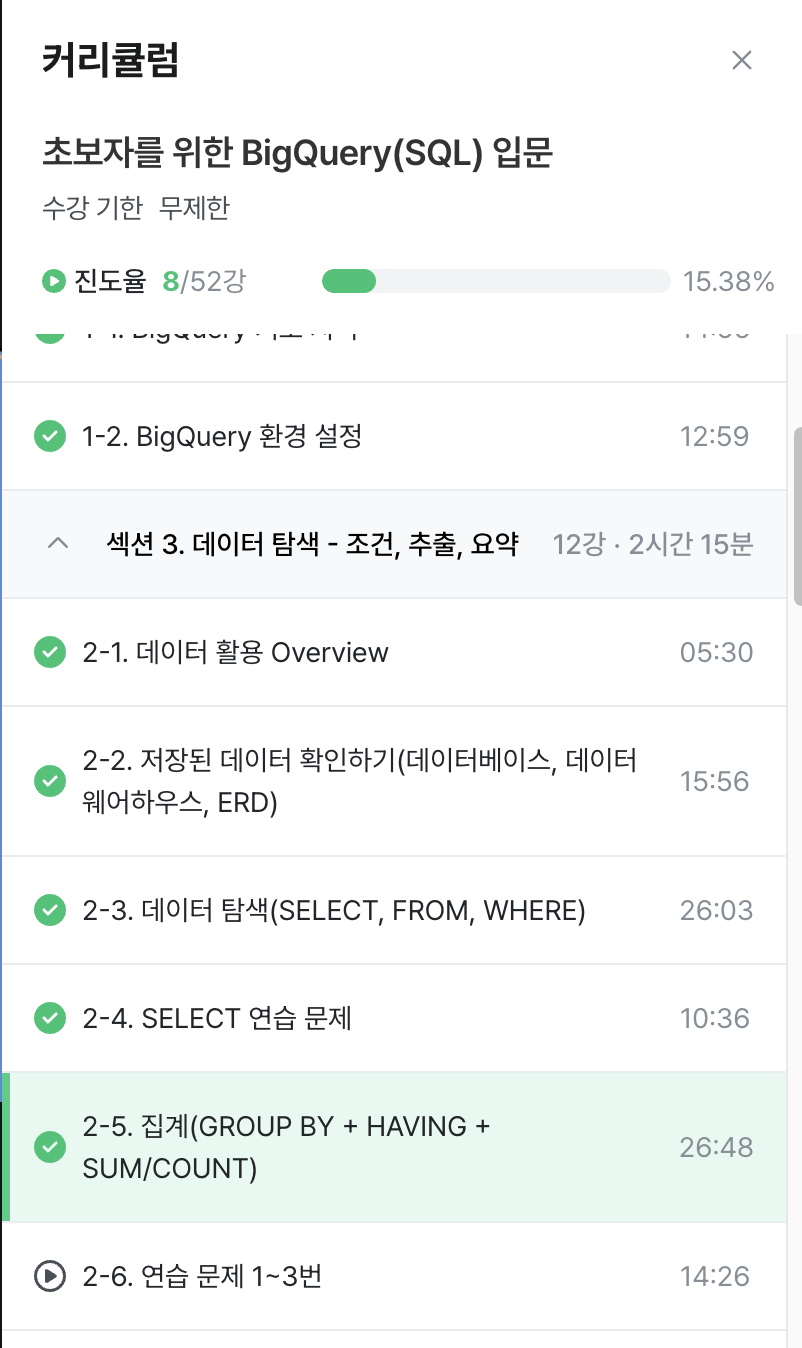 커리큘럼
초보자를 위한 BigQuery(SQL) 입문
수강 기한 무제한
진도율 8/52강 15.38%
1-2. BigQuery 환경 설정 12:59
섹션 3. 데이터 탐색 - 조건, 추출, 요약 12강 · 2시간 15분
2-1. 데이터 활용 Overview 05:30
2-2. 저장된 데이터 확인하기(데이터베이스, 데이터
웨어하우스, ERD) 15:56
2-3. 데이터 탐색(SELECT, FROM, WHERE) 26:03
2-4. SELECT 연습 문제 10:36
2-5. 집계(GROUP BY + HAVING +
SUM/COUNT) 26:48
2-6. 연습 문제 1~3번 14:26